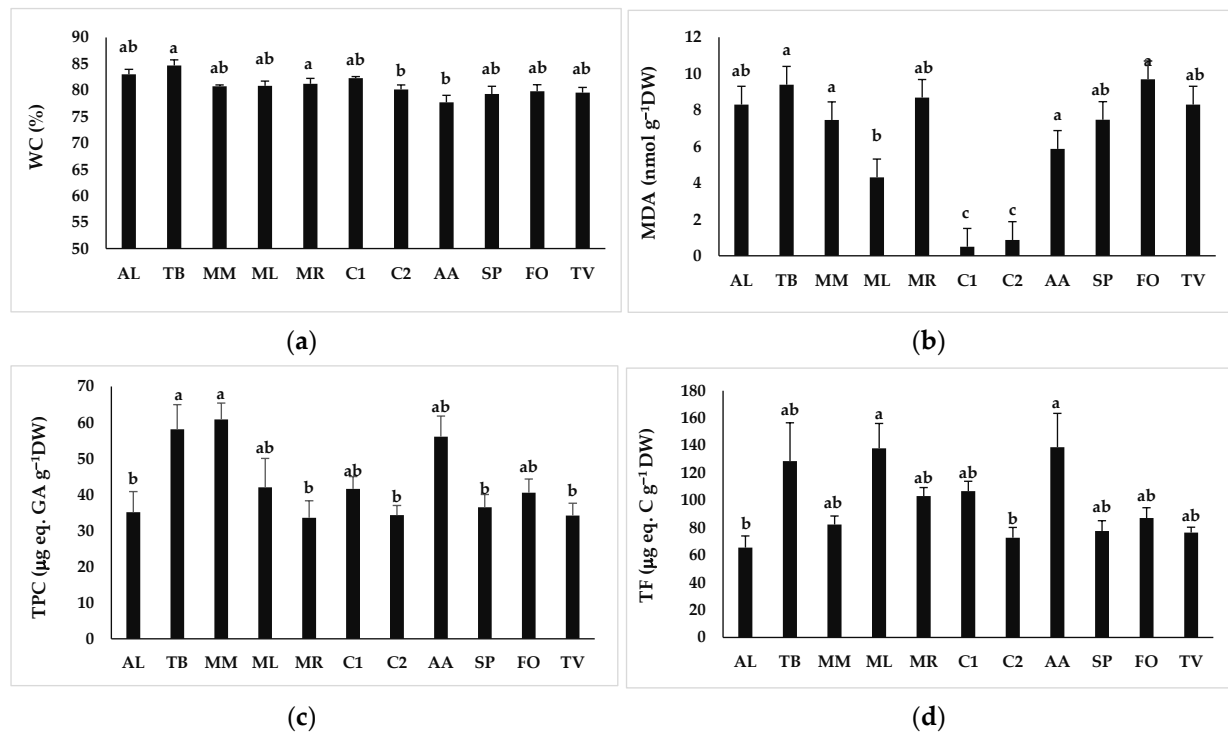 90
85
80
75
70
65
60
55
50
WC (%)
ab a ab ab a ab b b ab ab ab
AL TB MM ML MR C1 C2 AA SP FO TV
(a)
12
10
8
6
4
2
0
MDA (nmol g⁻¹DW)
ab a a b ab c c a ab a ab
AL TB MM ML MR C1 C2 AA SP FO TV
(b)
70
60
50
40
30
20
10
0
TPC (µg eq. GA g⁻¹DW)
b a a ab b ab b ab b ab b
AL TB MM ML MR C1 C2 AA SP FO TV
(c)
180
160
140
120
100
80
60
40
20
0
TF (µg eq. C g⁻¹DW)
b ab ab a ab ab b a ab ab ab
AL TB MM ML MR C1 C2 AA SP FO TV
(d)